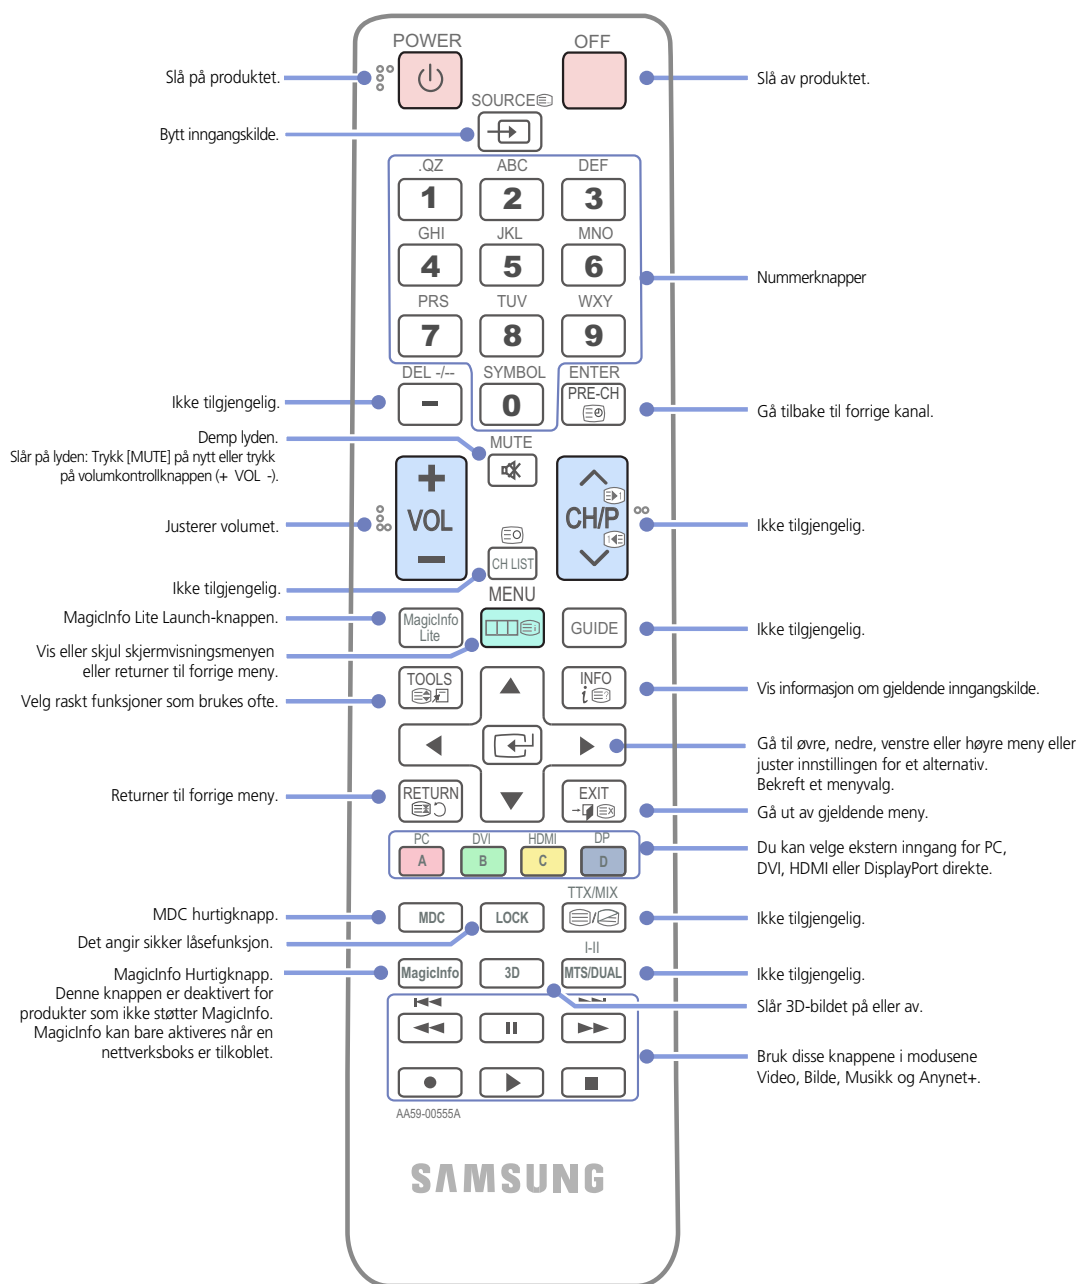 POWER
OFF
Slå på produktet.
Slå av produktet.
SOURCE
Bytt inngangskilde.
.QZ
ABC
DEF
1
2
3
GHI
JKL
MNO
4
5
6
Nummerknapper
PRS
TUV
WXY
7
8
9
DEL -/--
SYMBOL
ENTER
-
0
PRE-CH
Ikke tilgjengelig.
Gå tilbake til forrige kanal.
Demp lyden.
Slår på lyden: Trykk [MUTE] på nytt eller trykk
på volumkontrollknappen (+ VOL -).
MUTE
+
VOL
-
CH/P
Justerer volumet.
Ikke tilgjengelig.
CH LIST
Ikke tilgjengelig.
MENU
MagicInfo Lite Launch-knappen.
MagicInfo
Lite
GUIDE
Ikke tilgjengelig.
Vis eller skjul skjermvisningsmenyen
eller returner til forrige meny.
TOOLS
INFO
Velg raskt funksjoner som brukes ofte.
Vis informasjon om gjeldende inngangskilde.
Gå til øvre, nedre, venstre eller høyre meny eller
juster innstillingen for et alternativ.
Bekreft et menyvalg.
Returner til forrige meny.
RETURN
EXIT
Gå ut av gjeldende meny.
PC
DVI
HDMI
DP
A
B
C
D
Du kan velge ekstern inngang for PC,
DVI, HDMI eller DisplayPort direkte.
TTX/MIX
MDC hurtigknapp.
MDC
LOCK
Ikke tilgjengelig.
Det angir sikker låsefunksjon.
I-II
MagicInfo
3D
MTS/DUAL
MagicInfo Hurtigknapp.
Denne knappen er deaktivert for
produkter som ikke støtter MagicInfo.
MagicInfo kan bare aktiveres når en
nettverksboks er tilkoblet.
Ikke tilgjengelig.
Slår 3D-bildet på eller av.
Bruk disse knappene i modusene
Video, Bilde, Musikk og Anynet+.
AA59-00555A
SAMSUNG